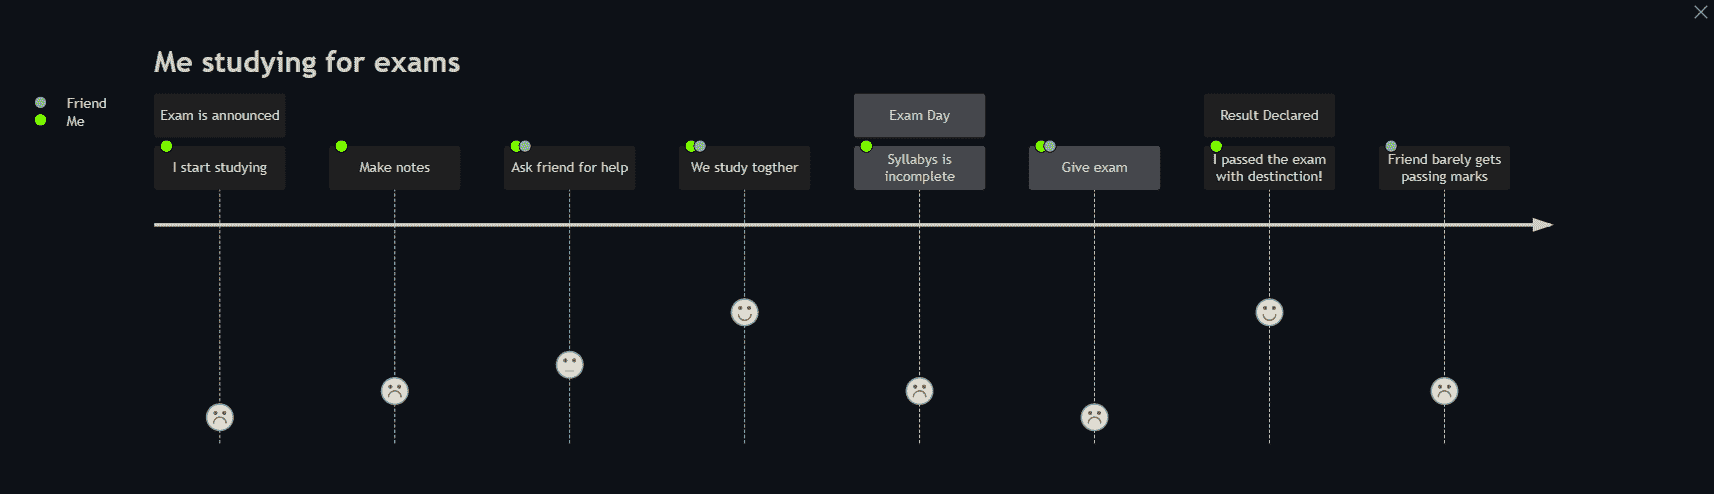 Me studying for exams
Friend
Me
Exam is announced
Exam Day
Result Declared
I start studying
Make notes
Ask friend for help
We study togther
Syllabys is
incomplete
Give exam
I passed the exam
with destinction!
Friend barely gets
passing marks